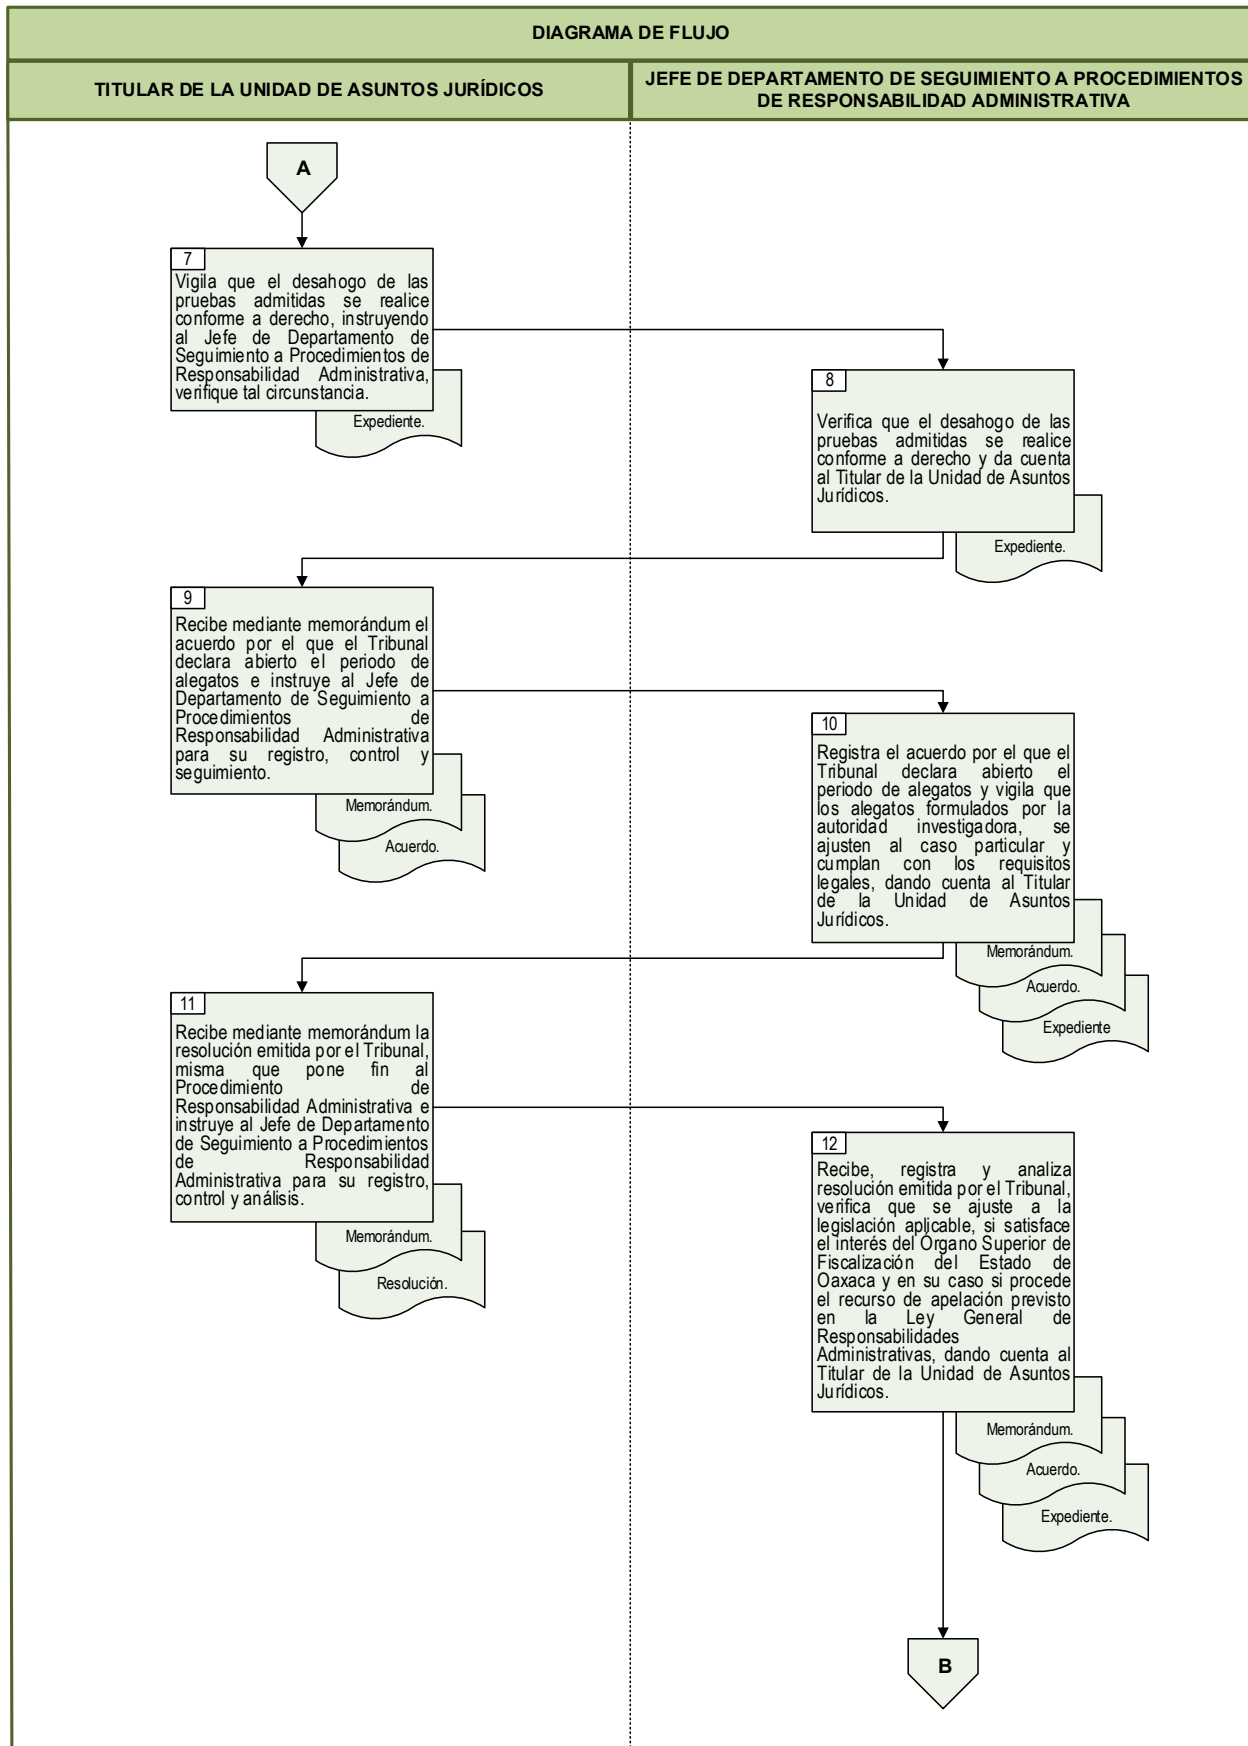 DIAGRAMA DE FLUJO
TITULAR DE LA UNIDAD DE ASUNTOS JURÍDICOS
JEFE DE DEPARTAMENTO DE SEGUIMIENTO A PROCEDIMIENTOS
DE RESPONSABILIDAD ADMINISTRATIVA
A
7
Vigila que el desahogo de las
pruebas admitidas se realice
conforme a derecho, instruyendo
al Jefe de Departamento de
Seguimiento a Procedimientos de
Responsabilidad Administrativa,
verifique tal circunstancia.
Expediente.
8
Verifica que el desahogo de las
pruebas admitidas se realice
conforme a derecho y da cuenta
al Titular de la Unidad de Asuntos
Jurídicos.
Expediente.
9
Recibe mediante memorándum el
acuerdo por el que el Tribunal
declara abierto el periodo de
alegatos e instruye al Jefe de
Departamento de Seguimiento a
Procedimientos de
Responsabilidad Administrativa
para su registro, control y
seguimiento.
Memorándum.
Acuerdo.
10
Registra el acuerdo por el que el
Tribunal declara abierto el
periodo de alegatos y vigila que
los alegatos formulados por la
autoridad investigadora, se
ajusten al caso particular y
cumplan con los requisitos
legales, dando cuenta al Titular
de la Unidad de Asuntos
Jurídicos.
Memorándum.
Acuerdo.
Expediente
11
Recibe mediante memorándum la
resolución emitida por el Tribunal,
misma que pone fin al
Procedimiento de
Responsabilidad Administrativa e
instruye al Jefe de Departamento
de Seguimiento a Procedimientos
de Responsabilidad
Administrativa para su registro,
control y análisis.
Memorándum.
Resolución.
12
Recibe, registra y analiza
resolución emitida por el Tribunal,
verifica que se ajuste a la
legislación aplicable, si satisface
el interés del Órgano Superior de
Fiscalización del Estado de
Oaxaca y en su caso si procede
el recurso de apelación previsto
en la Ley General de
Responsabilidades
Administrativas, dando cuenta al
Titular de la Unidad de Asuntos
Jurídicos.
Memorándum.
Acuerdo.
Expediente.
B